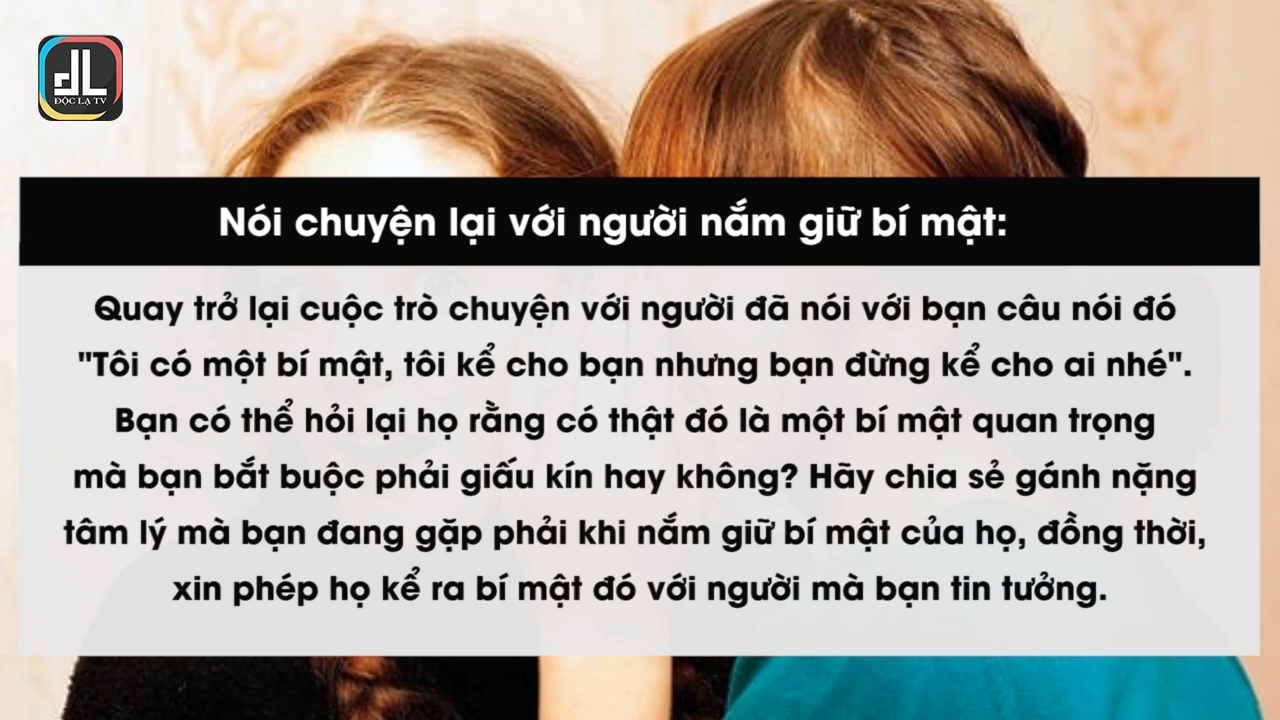 ĐỘC LẠ TV
Nói chuyện lại với người nắm giữ bí mật:
Quay trở lại cuộc trò chuyện với người đã nói với bạn câu nói đó
"Tôi có một bí mật, tôi kể cho bạn nhưng bạn đừng kể cho ai nhé".
Bạn có thể hỏi lại họ rằng có thật đó là một bí mật quan trọng
mà bạn bắt buộc phải giấu kín hay không? Hãy chia sẻ gánh nặng
tâm lý mà bạn đang gặp phải khi nắm giữ bí mật của họ, đồng thời,
xin phép họ kể ra bí mật đó với người mà bạn tin tưởng.